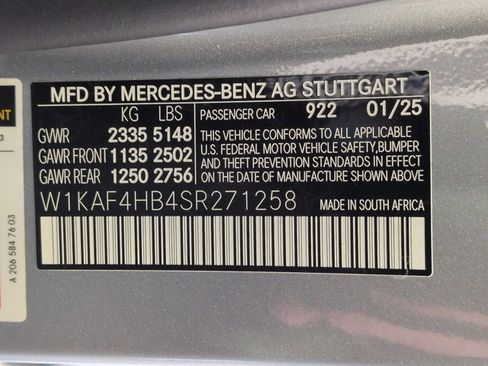 MFD BY MERCEDES-BENZ AG STUTTGART
KG LBS
PASSENGER CAR 922 01/25
GVWR 2335 5148
GAWR FRONT 1135 2502
GAWR REAR 1250 2756
THIS VEHICLE CONFORMS TO ALL APPLICABLE
U.S. FEDERAL MOTOR VEHICLE SAFETY,BUMPER
AND THEFT PREVENTION STANDARDS IN EFFECT
ON THE DATE OF MANUFACTURE SHOWN ABOVE.
W1KAF4HB4SR271258
MADE IN SOUTH AFRICA
A 206 584 76 03